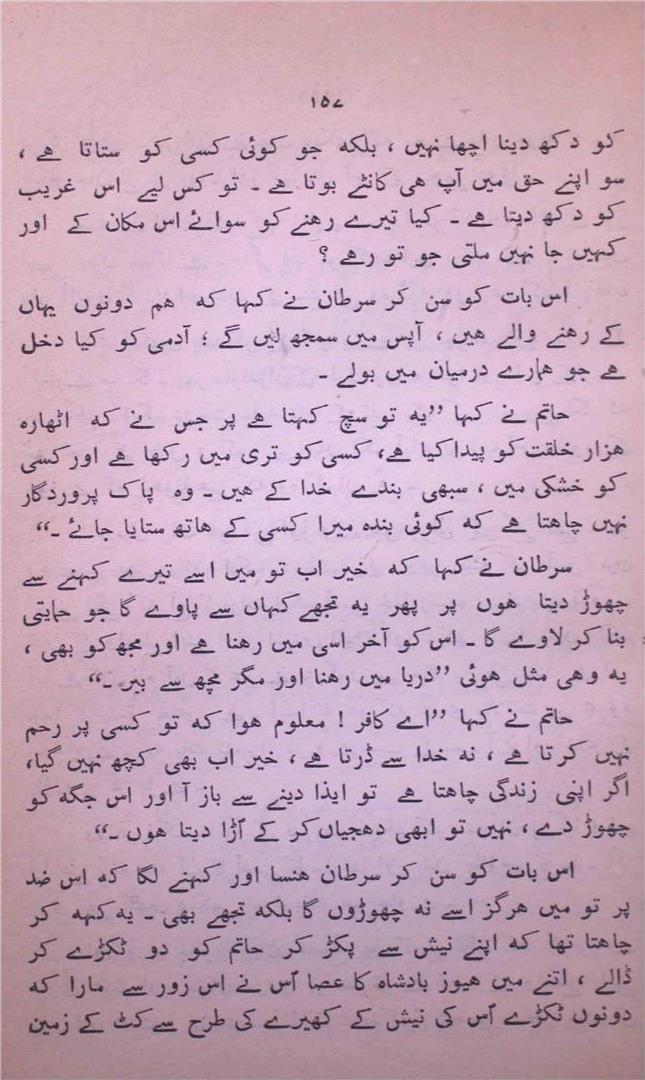 ۱۵۷
کو دکھ دینا اچھا نہیں ، بلکہ جو کوئی کسی کو ستاتا ہے ،
سو اپنے حق میں آپ ہی کانٹے بوتا ہے ۔ تو کس لیے اس غریب
کو دکھ دیتا ہے ۔ کیا تیرے رہنے کو سوائے اس مکان کے اور
کہیں جا نہیں ملتی جو تو رہے ؟
اس بات کو سن کر سرطان نے کہا کہ ہم دونوں یہاں
کے رہنے والے ہیں ، آپس میں سمجھ لیں گے ؛ آدمی کو کیا دخل
ہے جو ہمارے درمیان میں بولے ۔
حاتم نے کہا ”یہ تو سچ کہتا ہے پر جس نے کہ اٹھارہ
ہزار خلقت کو پیدا کیا ہے، کسی کو تری میں رکھا ہے اور کسی
کو خشکی میں ، سبھی بندے خدا کے ہیں ۔ وہ پاک پروردگار
نہیں چاہتا ہے کہ کوئی بندہ میرا کسی کے ہاتھ ستایا جائے ۔“
سرطان نے کہا کہ خیر اب تو میں اسے تیرے کہنے سے
چھوڑ دیتا ہوں پر پھر یہ تجھے کہاں سے پاوے گا جو حمایتی
بنا کر لاوے گا ۔ اس کو آخر اسی میں رہنا ہے اور مجھ کو بھی ،
یہ وہی مثل ہوئی ”دریا میں رہنا اور مگر مچھ سے بیر ۔“
حاتم نے کہا ”اے کافر ! معلوم ہوا کہ تو کسی پر رحم
نہیں کرتا ہے ، نہ خدا سے ڈرتا ہے ، خیر اب بھی کچھ نہیں گیا،
اگر اپنی زندگی چاہتا ہے تو ایذا دینے سے باز آ اور اس جگہ کو
چھوڑ دے ، نہیں تو ابھی دھجیاں کر کے اُڑا دیتا ہوں ۔“
اس بات کو سن کر سرطان ہنسا اور کہنے لگا کہ اس ضد
پر تو میں ہرگز اسے نہ چھوڑوں گا بلکہ تجھے بھی ۔ یہ کہہ کر
چاہتا تھا کہ اپنے نیش سے پکڑ کر حاتم کو دو ٹکڑے کر
ڈالے ، اتنے میں ہیوز بادشاہ کا عصا اُس نے اس زور سے مارا کہ
دونوں ٹکڑے اُس کی نیش کے کھیرے کی طرح سے کٹ کے زمین